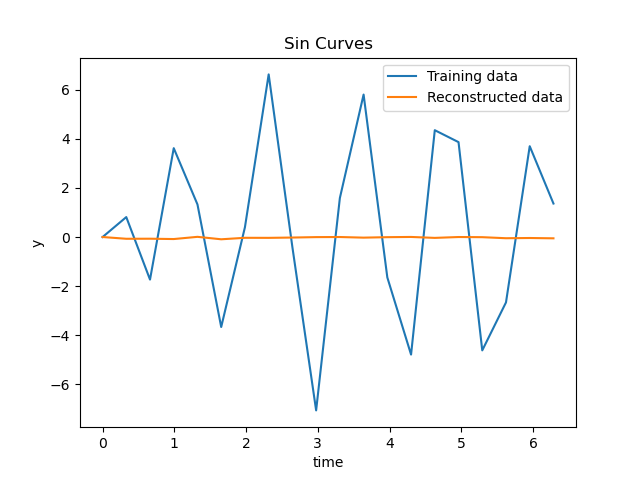 Sin Curves
Training data
Reconstructed data
6
4
2
0
−2
−4
−6
y
0 1 2 3 4 5 6
time